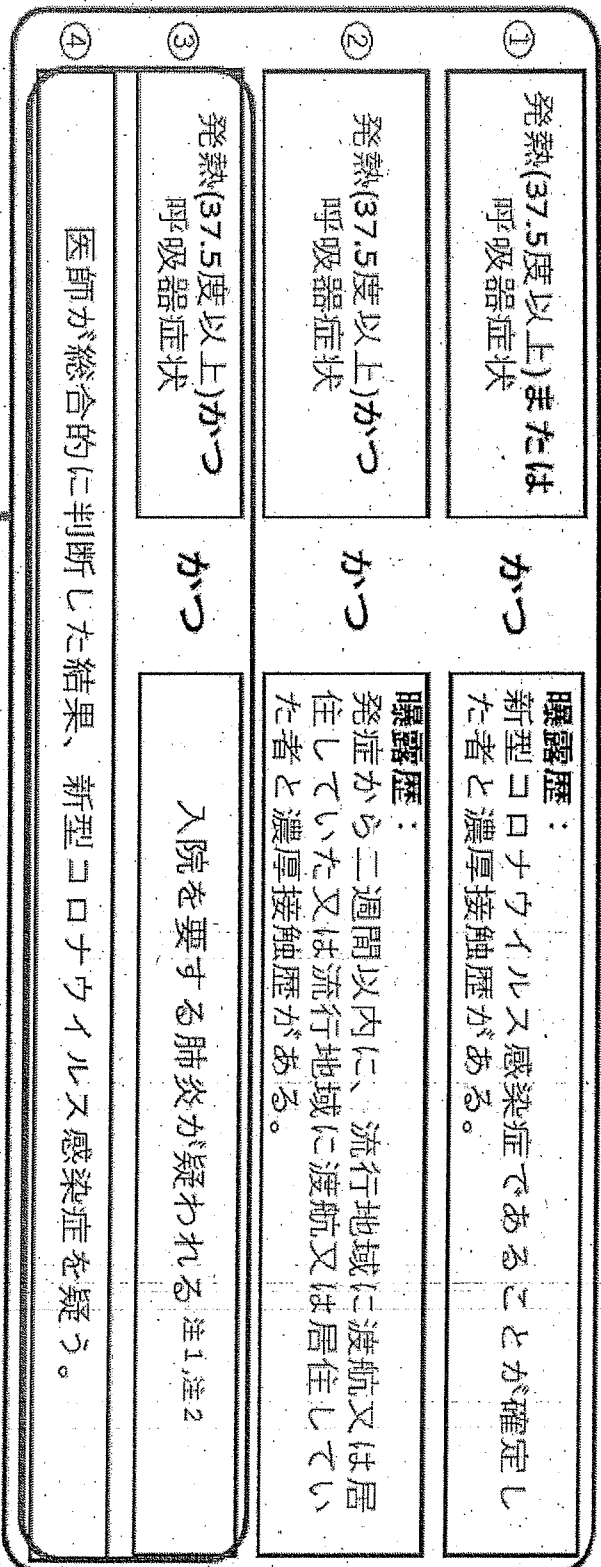 ①
発熱(37.5度以上)または
呼吸器症状
かつ
曝露歴：
新型コロナウイルス感染症であることが確定し
た者と濃厚接触歴がある。
②
発熱(37.5度以上)かつ
呼吸器症状
かつ
曝露歴：
発症から二週間以内に、流行地域に渡航又は居
住していた又は流行地域に渡航又は居住してい
た者と濃厚接触歴がある。
③
発熱(37.5度以上)かつ
呼吸器症状
かつ
入院を要する肺炎が疑われる 注1,注2
④
医師が総合的に判断した結果、新型コロナウイルス感染症を疑う。